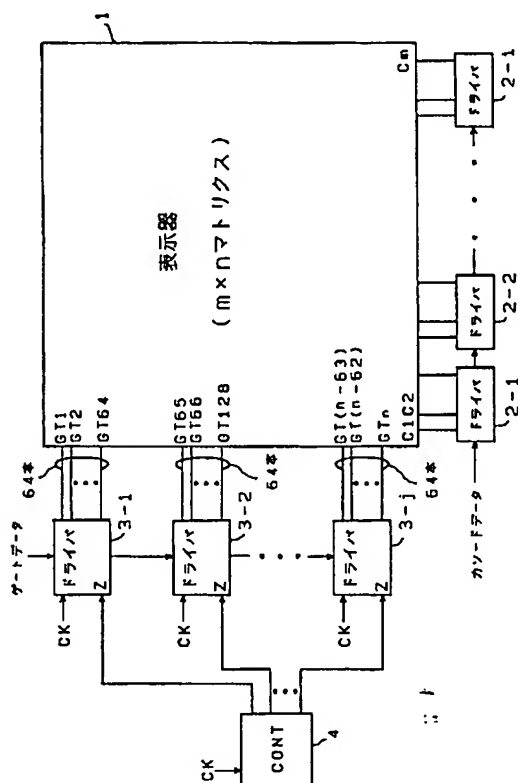 1
表示器
(m×nマトリクス)
Cm
GT1
GT2
GT64
GT65
GT66
GT128
GT(n-63)
GT(n-62)
GTn
C1C2
64本
64本
64本
ゲートデータ
ドライバ
Z
CK
3-1
ドライバ
Z
CK
3-2
ドライバ
Z
CK
3-j
CONT
CK
4
ドライバ
2-1
ドライバ
2-2
ドライバ
2-1
カソードデータ